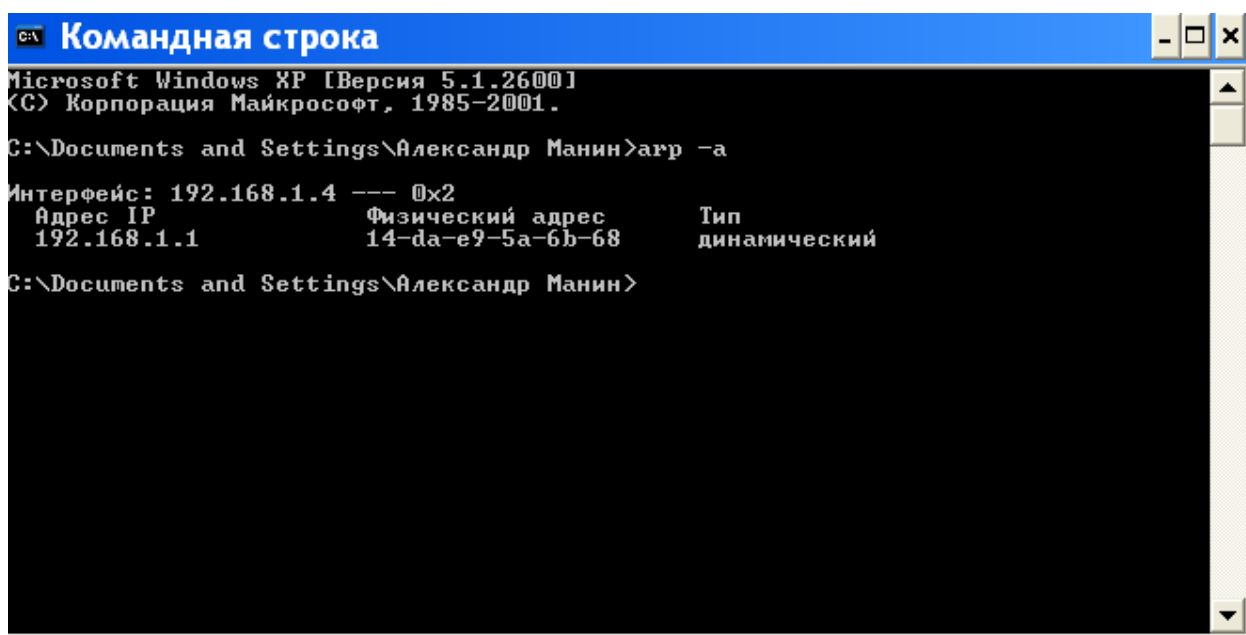 Командная строка
Microsoft Windows XP [Версия 5.1.2600]
(C) Корпорация Майкрософт, 1985-2001.
C:\Documents and Settings\Александр Манин>arp -a
Интерфейс: 192.168.1.4 --- 0x2
Адрес IP Физический адрес Тип
192.168.1.1 14-da-e9-5a-6b-68 динамический
C:\Documents and Settings\Александр Манин>